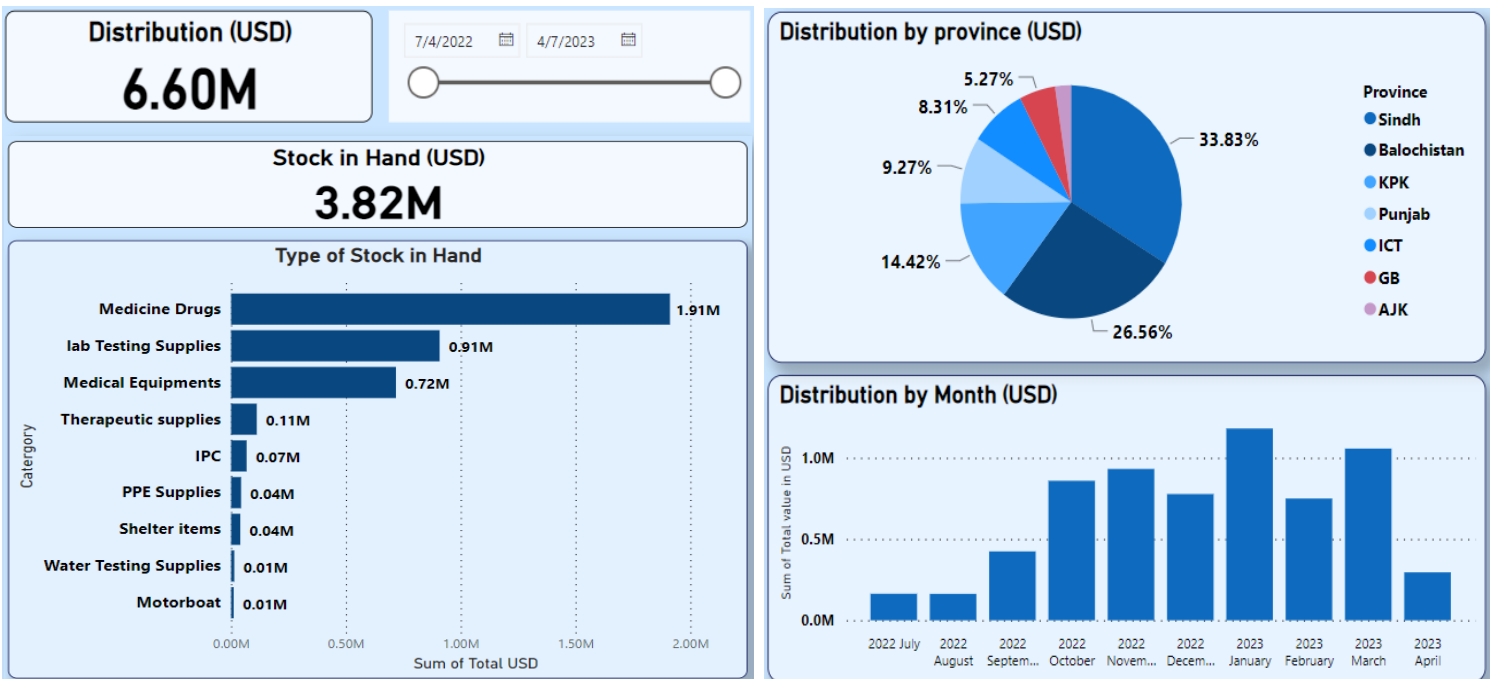 Distribution (USD)
6.60M
7/4/2022
4/7/2023
Stock in Hand (USD)
3.82M
Type of Stock in Hand
Catergory
Medicine Drugs
1.91M
lab Testing Supplies
0.91M
Medical Equipments
0.72M
Therapeutic supplies
0.11M
IPC
0.07M
PPE Supplies
0.04M
Shelter items
0.04M
Water Testing Supplies
0.01M
Motorboat
0.01M
0.00M
0.50M
1.00M
1.50M
2.00M
Sum of Total USD
Distribution by province (USD)
5.27%
8.31%
9.27%
14.42%
33.83%
26.56%
Province
Sindh
Balochistan
KPK
Punjab
ICT
GB
AJK
Distribution by Month (USD)
Sum of Total value in USD
1.0M
0.5M
0.0M
2022 July
2022
August
2022
Septem...
2022
October
2022
Novem...
2022
Decem...
2023
January
2023
February
2023
March
2023
April